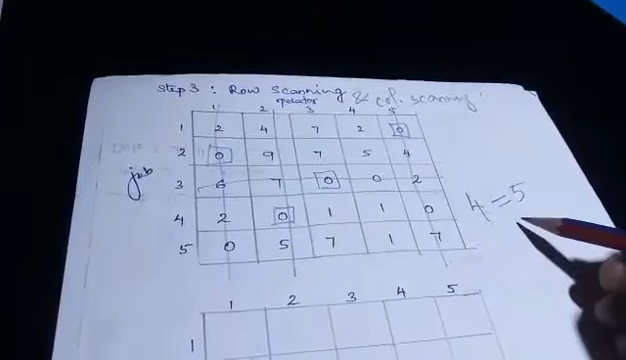 Step 3 : Row Scanning & col. scanning
operator
1 2 3 4 5
1 2 4 7 2 0
2 0 9 7 5 4
job
3 6 7 0 0 2
4 2 0 1 1 0
4 = 5
5 0 5 7 1 7
1 2 3 4 5
1